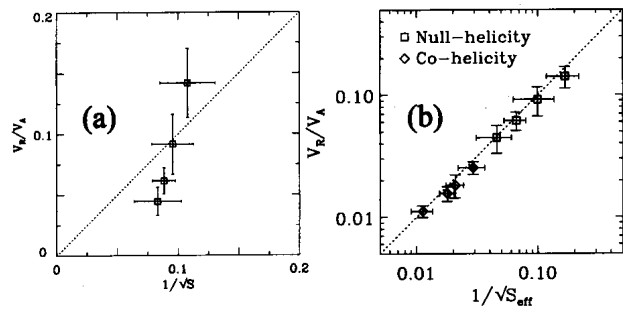 0.2
0.1
0
V_R/V_A
(a)
0
0.1
0.2
1/√S
□ Null-helicity
◇ Co-helicity
0.10
0.01
V_R/V_A
(b)
0.01
0.10
1/√S_eff